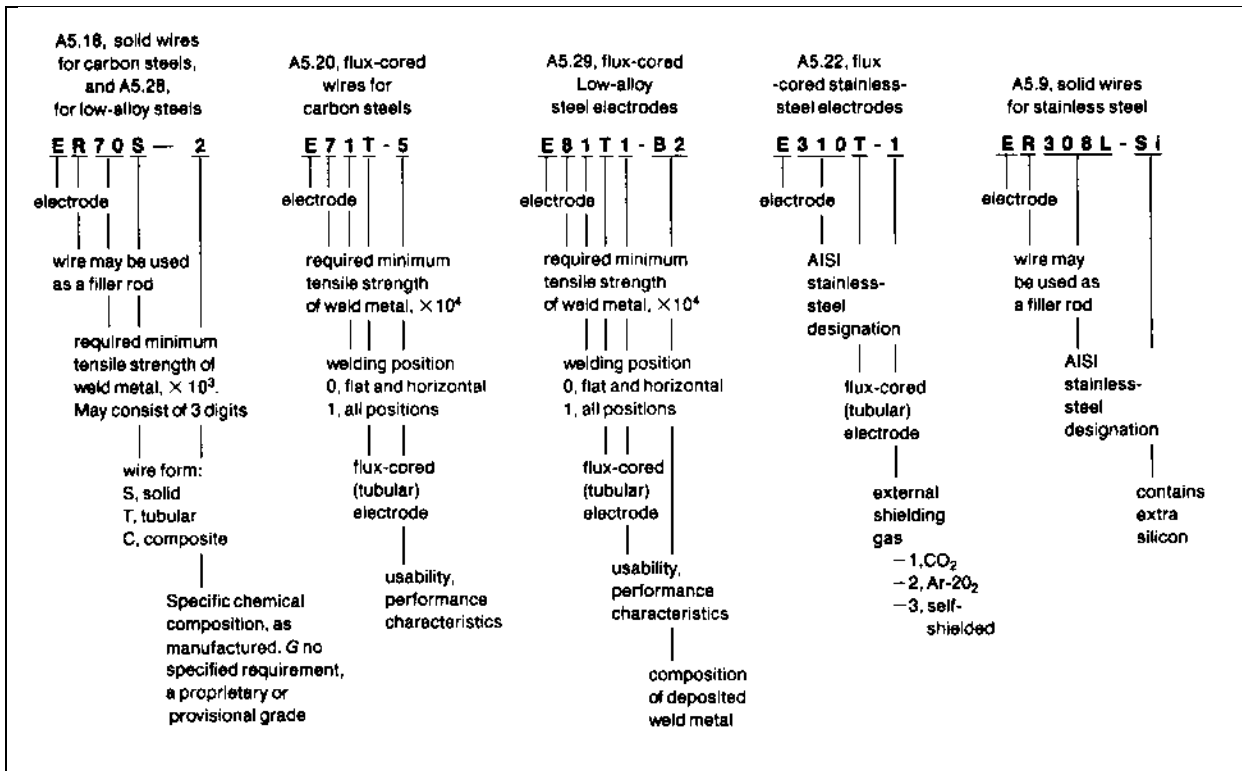 A5.18, solid wires
for carbon steels,
and A5.28,
for low-alloy steels
ER70S — 2
electrode
wire may be used
as a filler rod
required minimum
tensile strength of
weld metal, × 10³.
May consist of 3 digits
wire form:
S, solid
T, tubular
C, composite
Specific chemical
composition, as
manufactured. G no
specified requirement,
a proprietary or
provisional grade
A5.20, flux-cored
wires for
carbon steels
E71T-5
electrode
required minimum
tensile strength
of weld metal, ×10⁴
welding position
0, flat and horizontal
1, all positions
flux-cored
(tubular)
electrode
usability,
performance
characteristics
A5.29, flux-cored
Low-alloy
steel electrodes
E81T1-B2
electrode
required minimum
tensile strength
of weld metal, ×10⁴
welding position
0, flat and horizontal
1, all positions
flux-cored
(tubular)
electrode
usability,
performance
characteristics
composition
of deposited
weld metal
A5.22, flux
-cored stainless-
steel electrodes
E310T-1
electrode
AISI
stainless-
steel
designation
flux-cored
(tubular)
electrode
external
shielding
gas
—1,CO₂
—2, Ar-2O₂
—3, self-
shielded
A5.9, solid wires
for stainless steel
ER308L-Si
electrode
wire may
be used as
a filler rod
AISI
stainless-
steel
designation
contains
extra
silicon